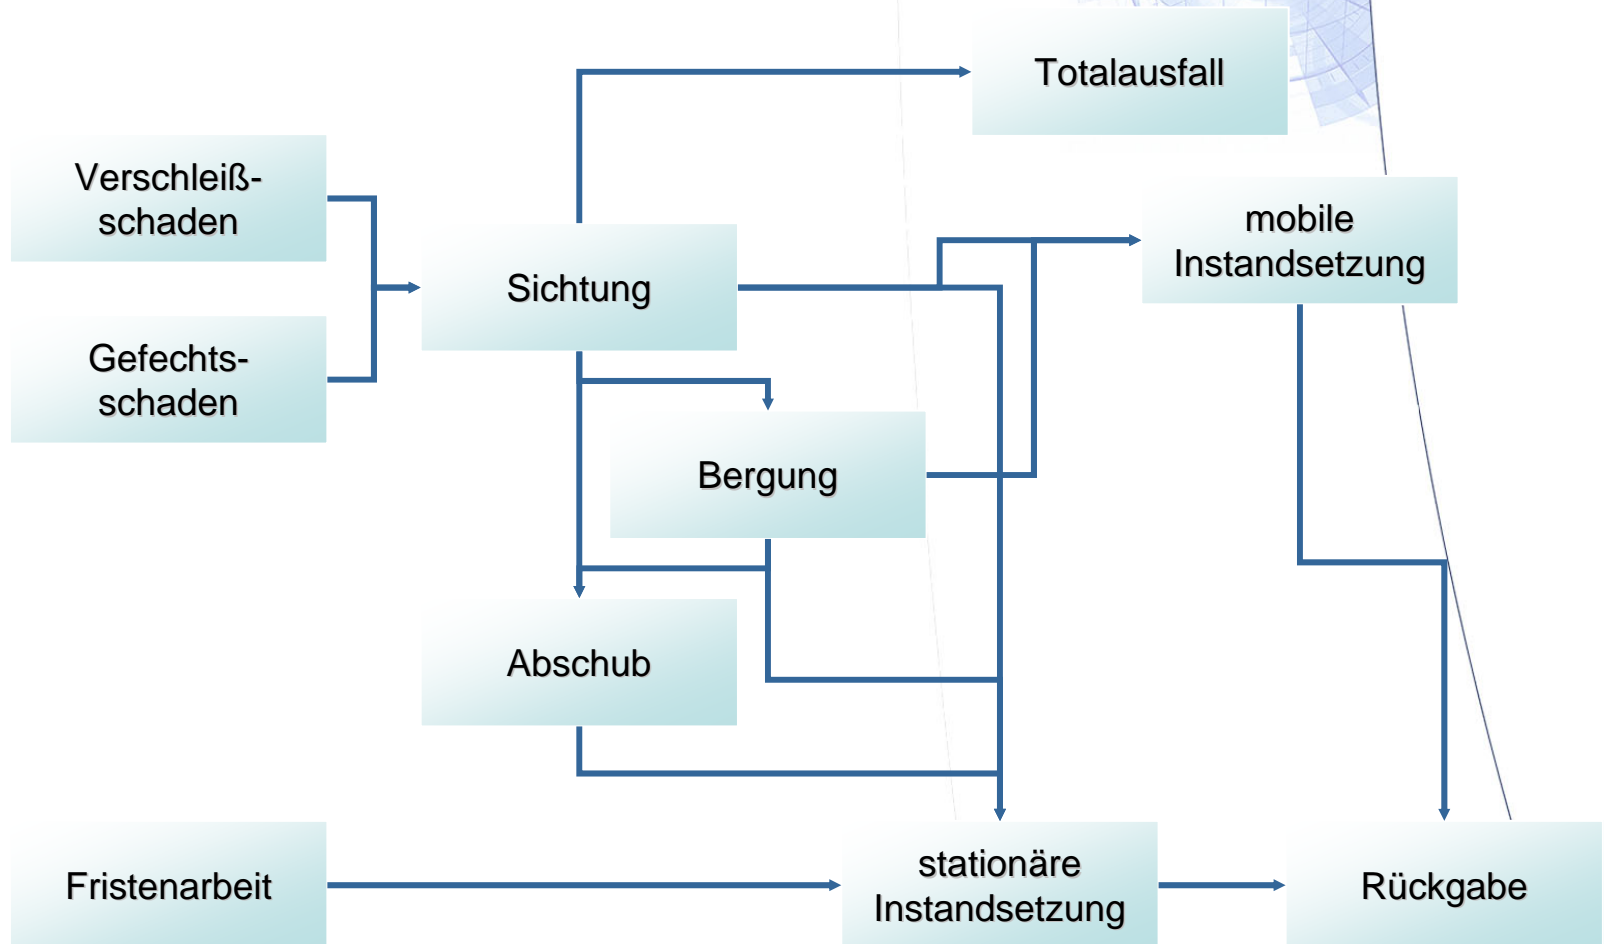 Totalausfall
Verschleiß-
schaden
mobile
Instandsetzung
Sichtung
Gefechts-
schaden
Bergung
Abschub
Fristenarbeit
stationäre
Instandsetzung
Rückgabe